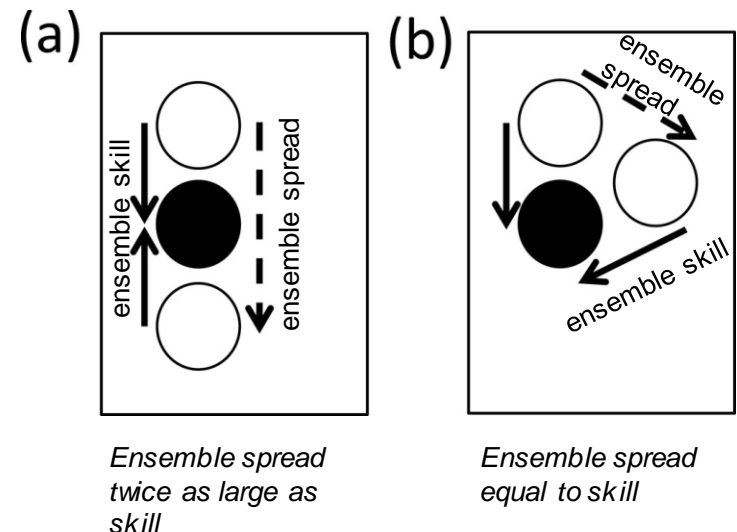 (a)
ensemble skill
ensemble spread
Ensemble spread
twice as large as
skill
(b)
ensemble
spread
ensemble skill
Ensemble spread
equal to skill